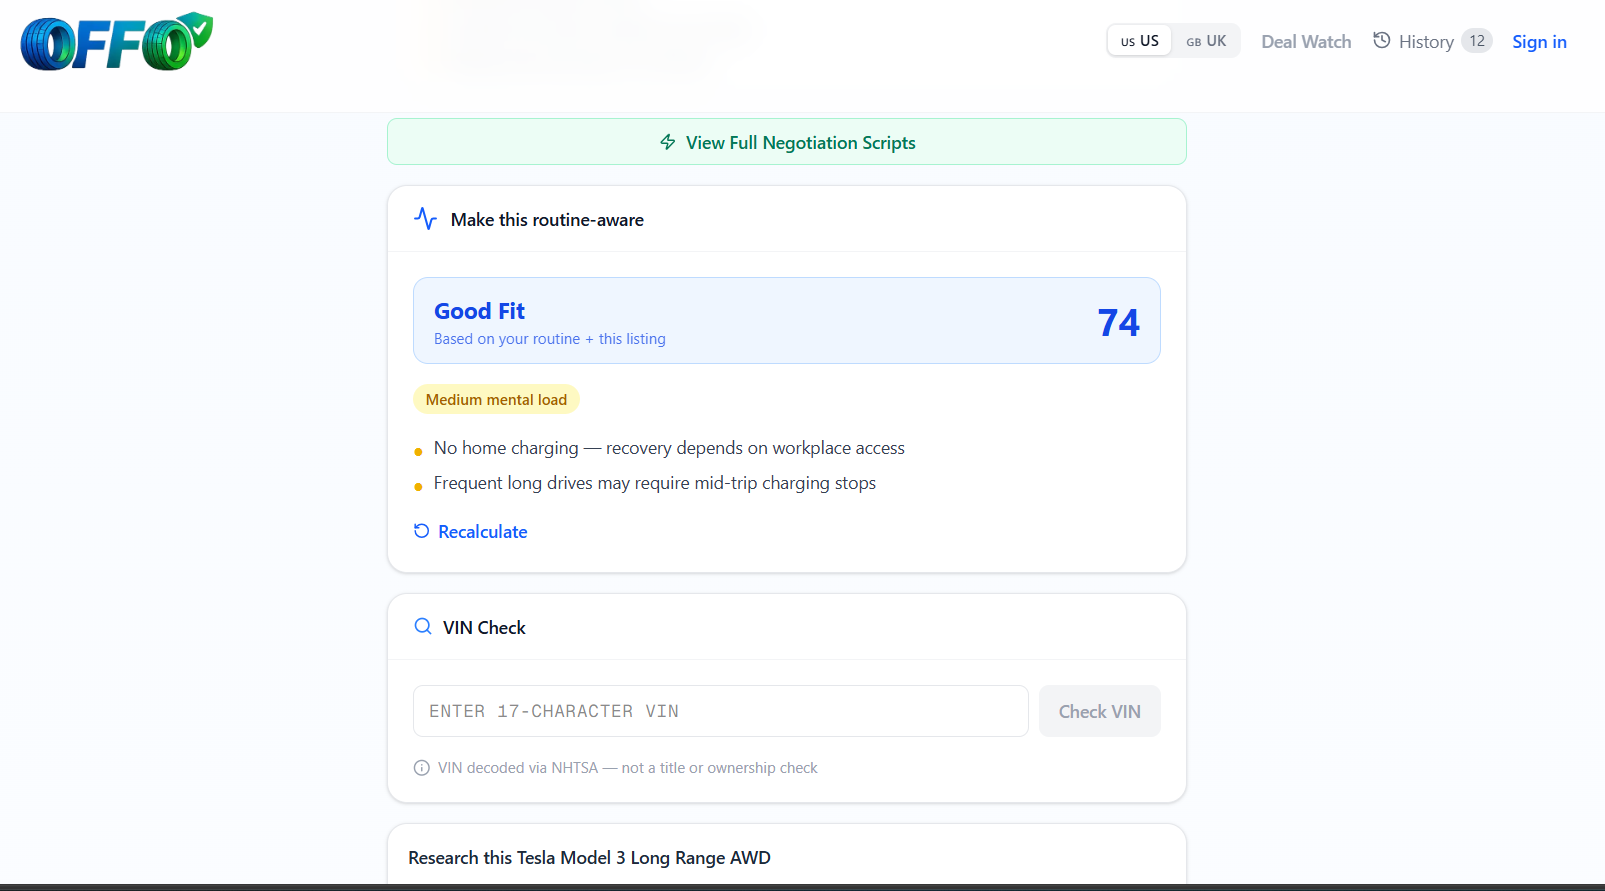 OFFO
US US
GB UK
Deal Watch
History 12
Sign in
View Full Negotiation Scripts
Make this routine-aware
Good Fit
Based on your routine + this listing
74
Medium mental load
No home charging — recovery depends on workplace access
Frequent long drives may require mid-trip charging stops
Recalculate
VIN Check
ENTER 17-CHARACTER VIN
Check VIN
VIN decoded via NHTSA — not a title or ownership check
Research this Tesla Model 3 Long Range AWD